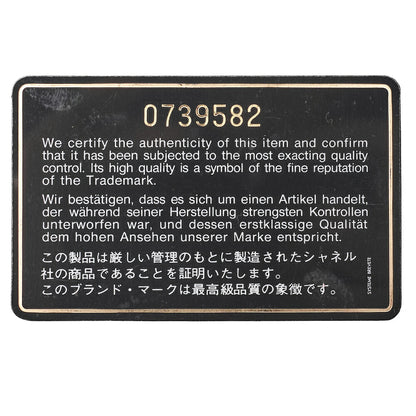 0739582
We certify the authenticity of this item and confirm
that it has been subjected to the most exacting quality
control. Its high quality is a symbol of the fine reputation
of the Trademark.
Wir bestätigen, dass es sich um einen Artikel handelt,
der während seiner Herstellung strengsten Kontrollen
unterworfen war, und dessen erstklassige Qualität
dem hohen Ansehen unserer Marke entspricht.
この製品は厳しい管理のもとに製造されたシャネル
社の商品であることを証明いたします。
このブランド・マークは最高級品質の象徴です。
SYSTEME BREVETE